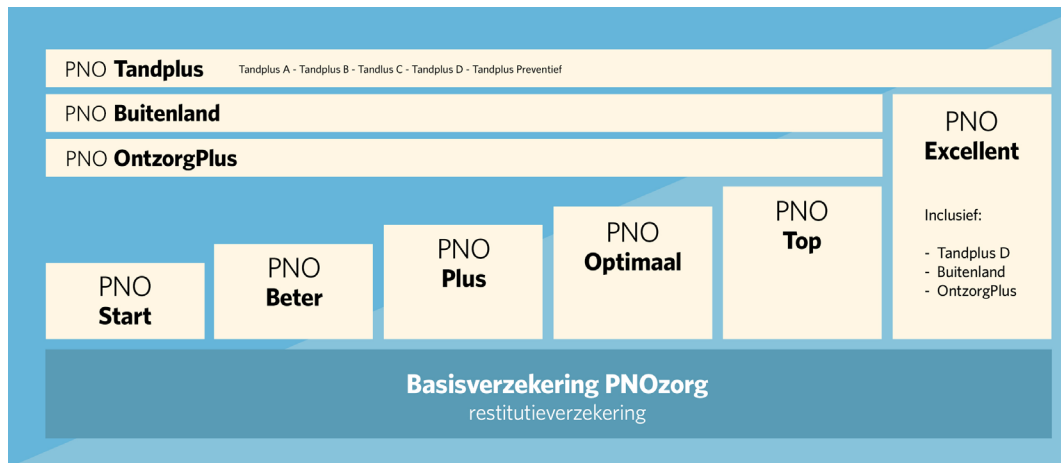 PNO Tandplus Tandplus A - Tandplus B - Tandlus C - Tandplus D - Tandplus Preventief
PNO Buitenland
PNO OntzorgPlus
PNO
Start
PNO
Beter
PNO
Plus
PNO
Optimaal
PNO
Top
PNO
Excellent
Inclusief:
- Tandplus D
- Buitenland
- OntzorgPlus
Basisverzekering PNOzorg
restitutieverzekering